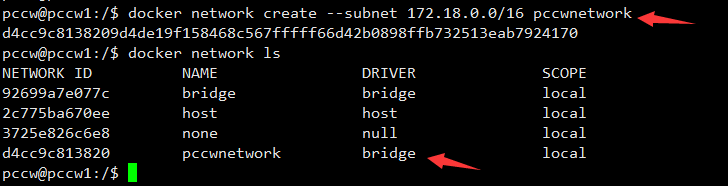 pccw@pccw1:/$ docker network create --subnet 172.18.0.0/16 pccwnetwork
d4cc9c8138209d4de19f158468c567fffff66d42b0898ffb732513eab7924170
pccw@pccw1:/$ docker network ls
NETWORK ID NAME DRIVER SCOPE
92699a7e077c bridge bridge local
2c775ba670ee host host local
3725e826c6e8 none null local
d4cc9c813820 pccwnetwork bridge local
pccw@pccw1:/$